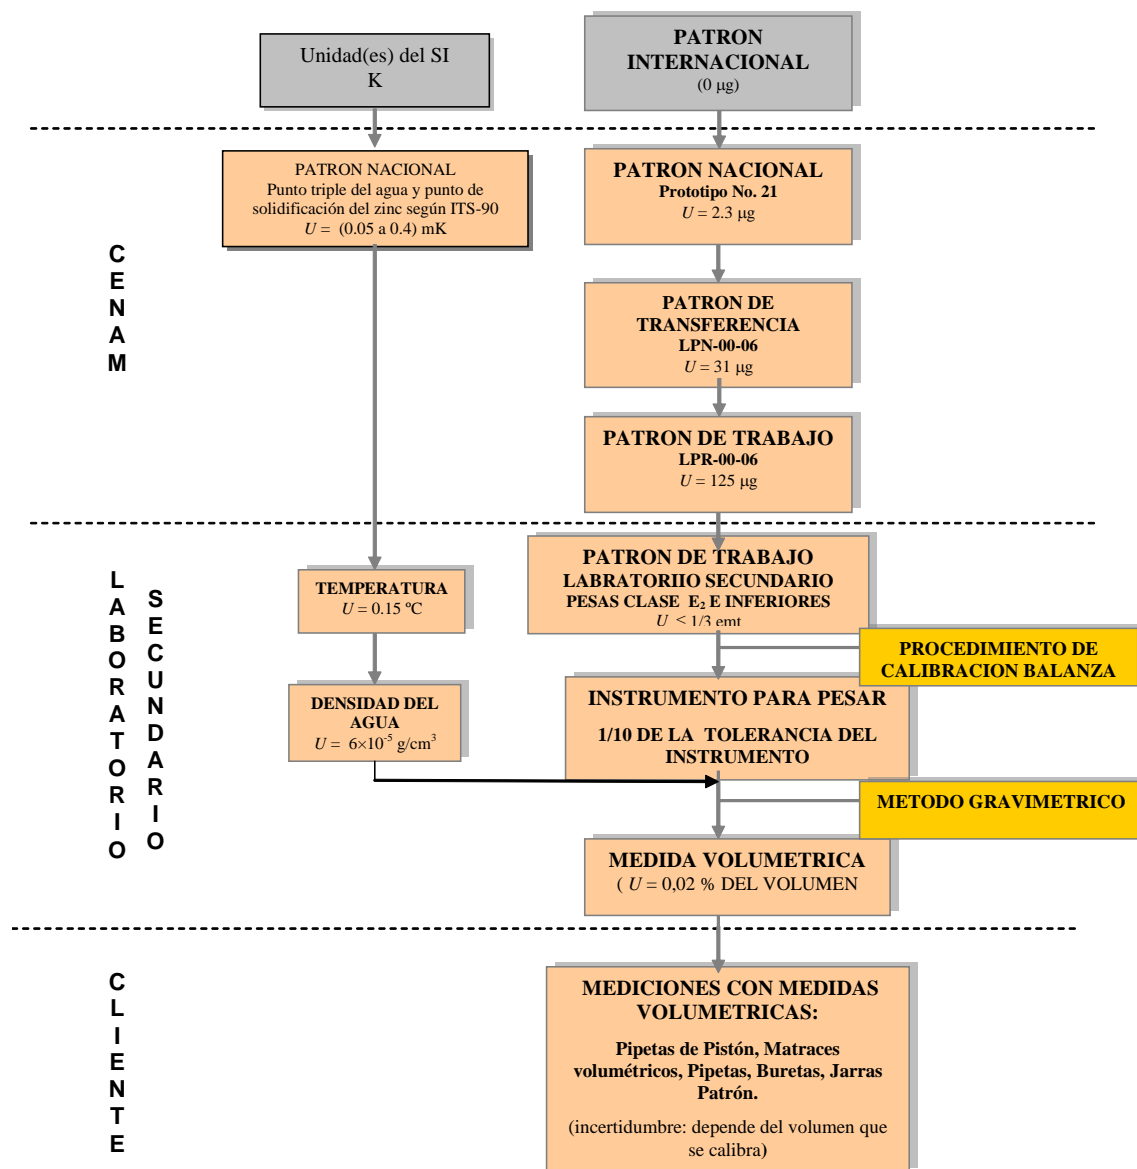 Unidad(es) del SI
K
PATRON
INTERNACIONAL
(0 µg)
CENAM
PATRON NACIONAL
Punto triple del agua y punto de
solidificación del zinc según ITS-90
U = (0.05 a 0.4) mK
PATRON NACIONAL
Prototipo No. 21
U = 2.3 µg
PATRON DE
TRANSFERENCIA
LPN-00-06
U = 31 µg
PATRON DE TRABAJO
LPR-00-06
U = 125 µg
LABORATORIO
SECUNDARIO
TEMPERATURA
U = 0.15 ºC
DENSIDAD DEL
AGUA
U = 6×10-5 g/cm3
PATRON DE TRABAJO
LABRATORIIO SECUNDARIO
PESAS CLASE E2 E INFERIORES
U < 1/3 emt
PROCEDIMIENTO DE
CALIBRACION BALANZA
INSTRUMENTO PARA PESAR
1/10 DE LA TOLERANCIA DEL
INSTRUMENTO
METODO GRAVIMETRICO
MEDIDA VOLUMETRICA
( U = 0,02 % DEL VOLUMEN
CLIENTE
MEDICIONES CON MEDIDAS
VOLUMETRICAS:
Pipetas de Pistón, Matraces
volumétricos, Pipetas, Buretas, Jarras
Patrón.
(incertidumbre: depende del volumen que
se calibra)